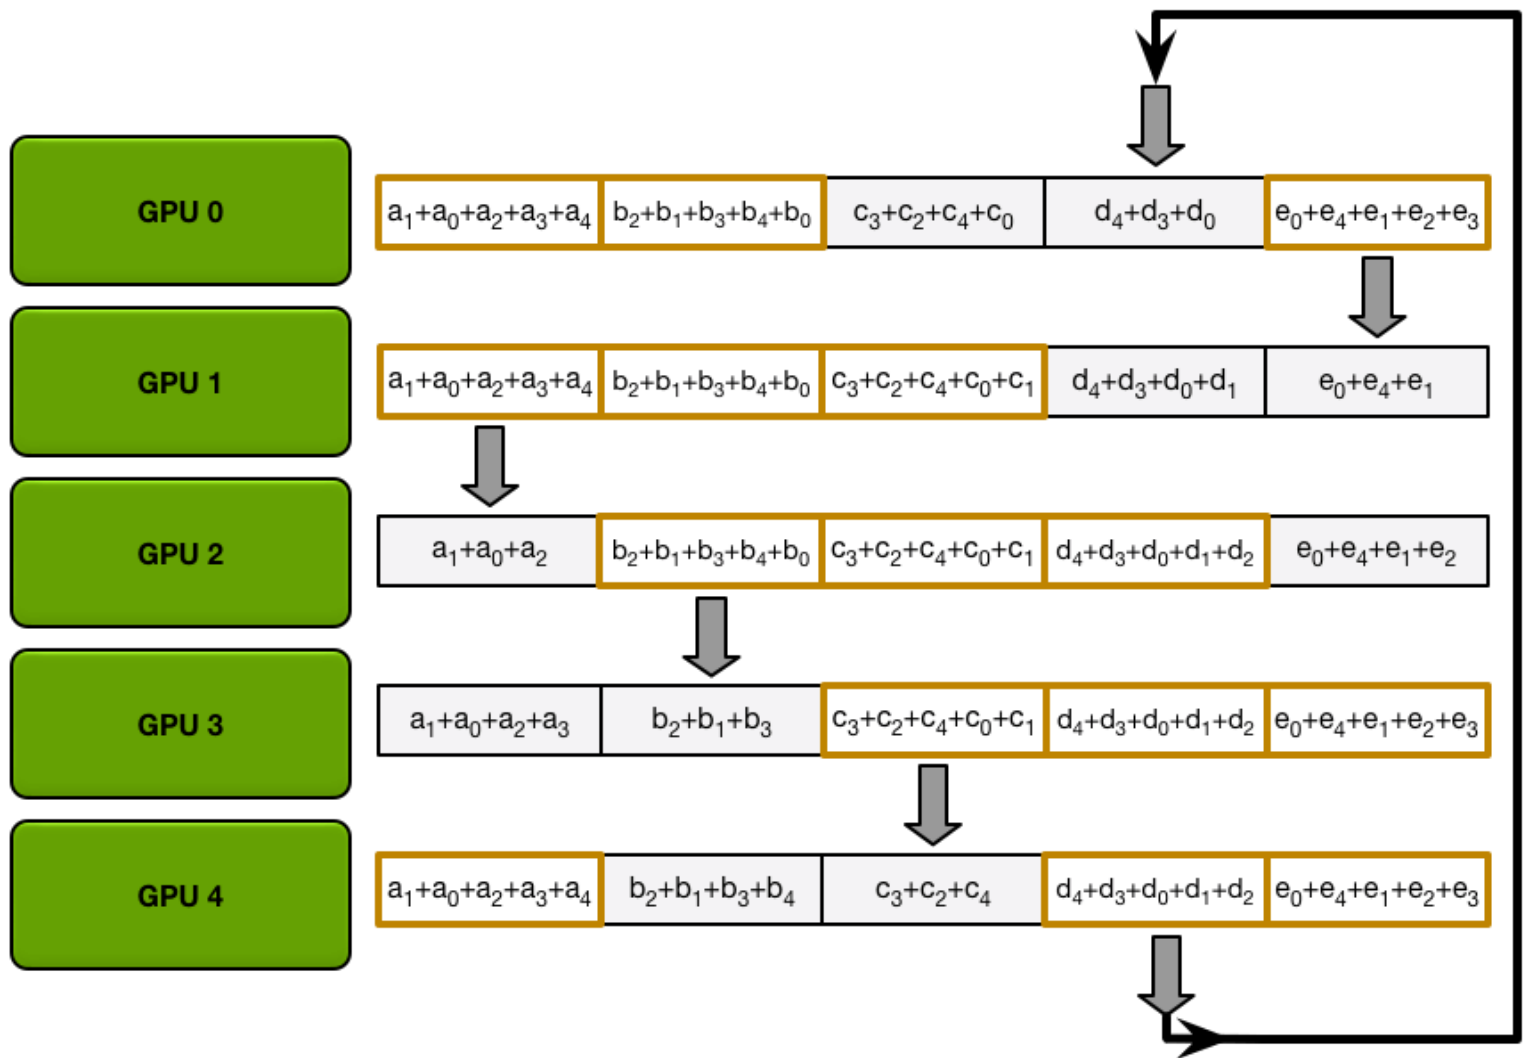 GPU 0 a₁+a₀+a₂+a₃+a₄ b₂+b₁+b₃+b₄+b₀ c₃+c₂+c₄+c₀ d₄+d₃+d₀ e₀+e₄+e₁+e₂+e₃
GPU 1 a₁+a₀+a₂+a₃+a₄ b₂+b₁+b₃+b₄+b₀ c₃+c₂+c₄+c₀+c₁ d₄+d₃+d₀+d₁ e₀+e₄+e₁
GPU 2 a₁+a₀+a₂ b₂+b₁+b₃+b₄+b₀ c₃+c₂+c₄+c₀+c₁ d₄+d₃+d₀+d₁+d₂ e₀+e₄+e₁+e₂
GPU 3 a₁+a₀+a₂+a₃ b₂+b₁+b₃ c₃+c₂+c₄+c₀+c₁ d₄+d₃+d₀+d₁+d₂ e₀+e₄+e₁+e₂+e₃
GPU 4 a₁+a₀+a₂+a₃+a₄ b₂+b₁+b₃+b₄ c₃+c₂+c₄ d₄+d₃+d₀+d₁+d₂ e₀+e₄+e₁+e₂+e₃